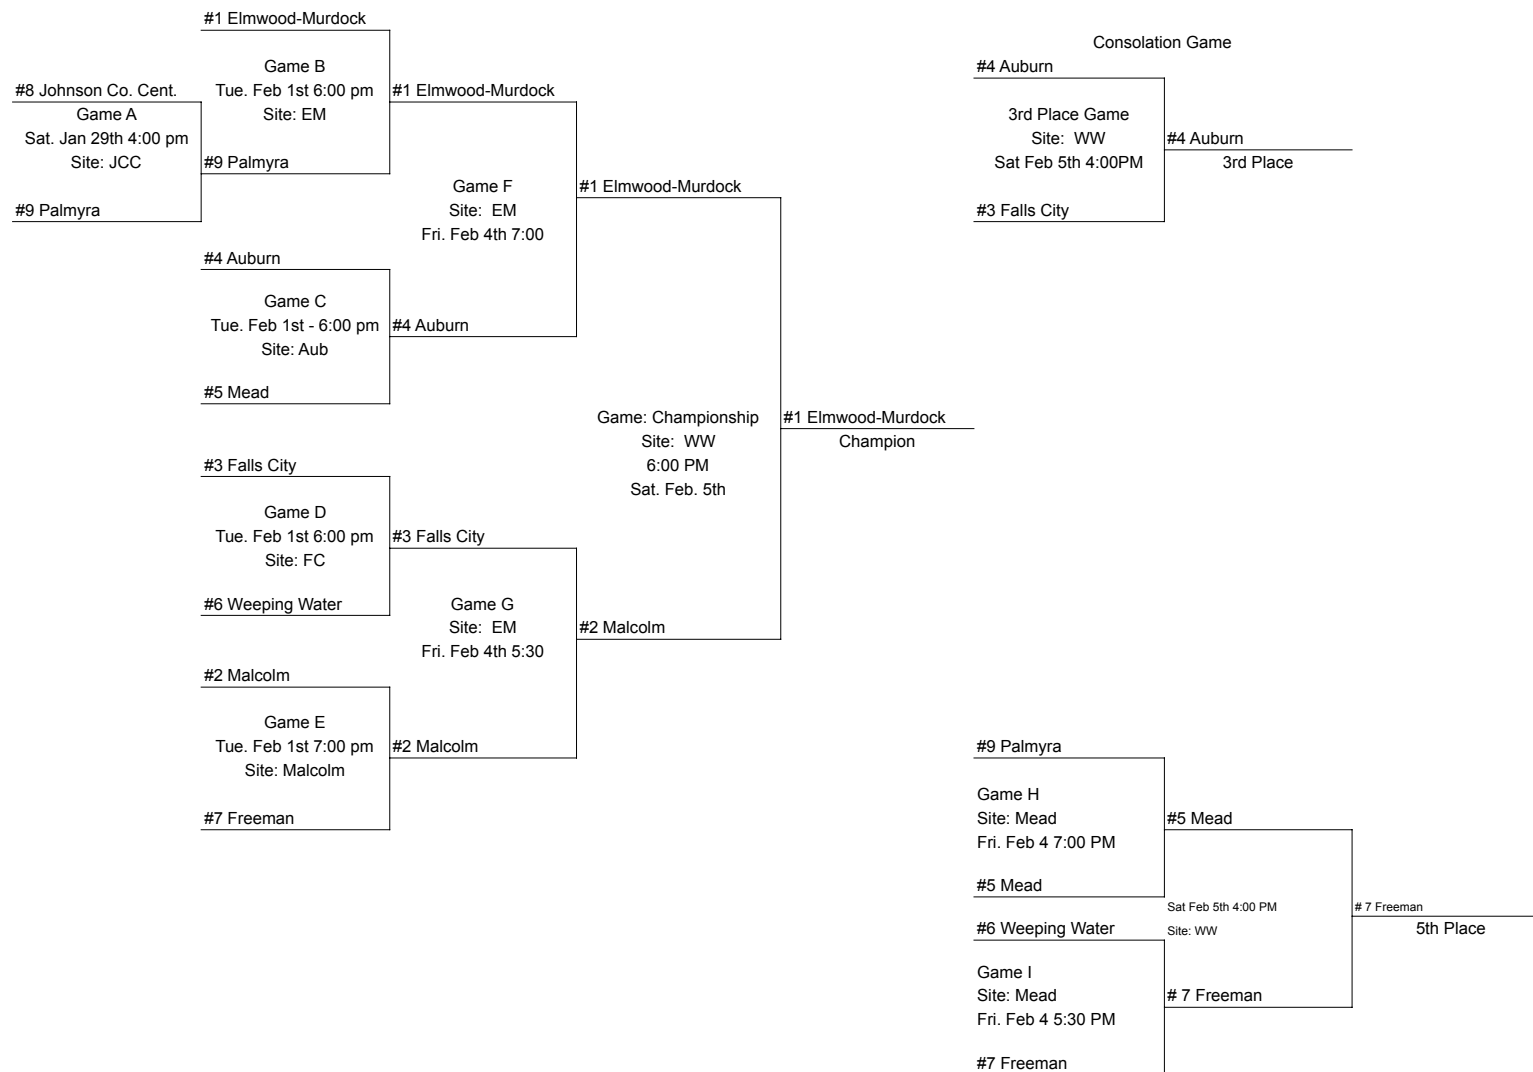 #1 Elmwood-Murdock
Game B
Tue. Feb 1st 6:00 pm
Site: EM
#8 Johnson Co. Cent.
Game A
Sat. Jan 29th 4:00 pm
Site: JCC
#9 Palmyra
#9 Palmyra
#1 Elmwood-Murdock
Game F
Site: EM
Fri. Feb 4th 7:00
#4 Auburn
Game C
Tue. Feb 1st - 6:00 pm
Site: Aub
#5 Mead
#4 Auburn
#1 Elmwood-Murdock
Game: Championship
Site: WW
6:00 PM
Sat. Feb. 5th
#1 Elmwood-Murdock
Champion
#3 Falls City
Game D
Tue. Feb 1st 6:00 pm
Site: FC
#6 Weeping Water
#3 Falls City
Game G
Site: EM
Fri. Feb 4th 5:30
#2 Malcolm
#2 Malcolm
Game E
Tue. Feb 1st 7:00 pm
Site: Malcolm
#7 Freeman
#2 Malcolm
Consolation Game
#4 Auburn
3rd Place Game
Site: WW
Sat Feb 5th 4:00PM
#3 Falls City
#4 Auburn
3rd Place
#9 Palmyra
Game H
Site: Mead
Fri. Feb 4 7:00 PM
#5 Mead
#5 Mead
Sat Feb 5th 4:00 PM
Site: WW
# 7 Freeman
5th Place
#6 Weeping Water
Game I
Site: Mead
Fri. Feb 4 5:30 PM
#7 Freeman
# 7 Freeman